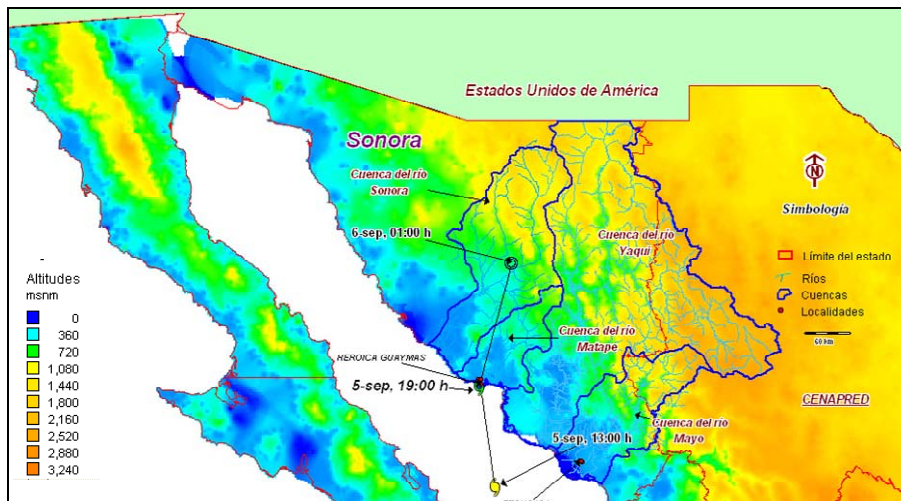 Estados Unidos de América
Sonora
Cuenca del río
Sonora
6-sep, 01:00 h
Cuenca del río
Yaqui
N
Simbología
Límite del estado
Ríos
Cuencas
Localidades
60 km
CENAPRED
Altitudes
msnm
0
360
720
1,080
1,440
1,800
2,160
2,520
2,880
3,240
Cuenca del río
Matape
HEROICA GUAYMAS
5-sep, 19:00 h
Cuenca del río
Mayo
5-sep, 13:00 h